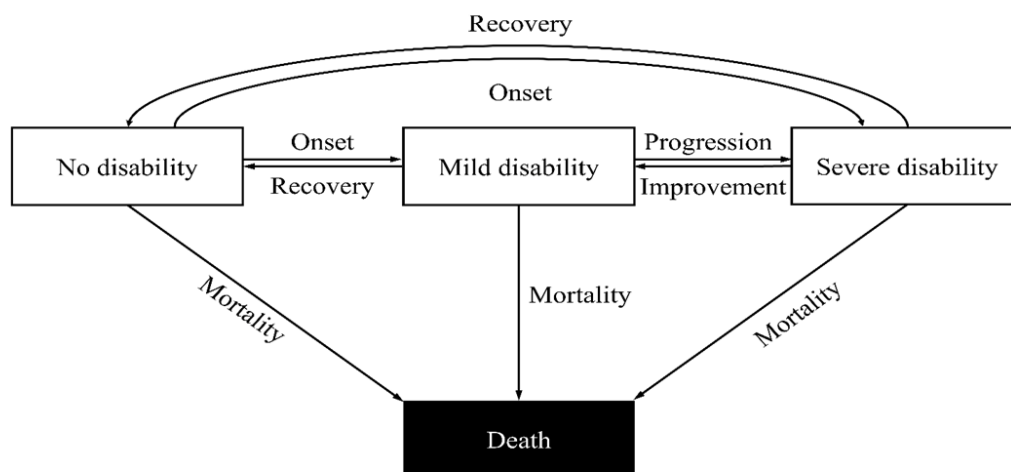 Recovery
Onset
No disability
Onset
Recovery
Mild disability
Progression
Improvement
Severe disability
Mortality
Mortality
Mortality
Death